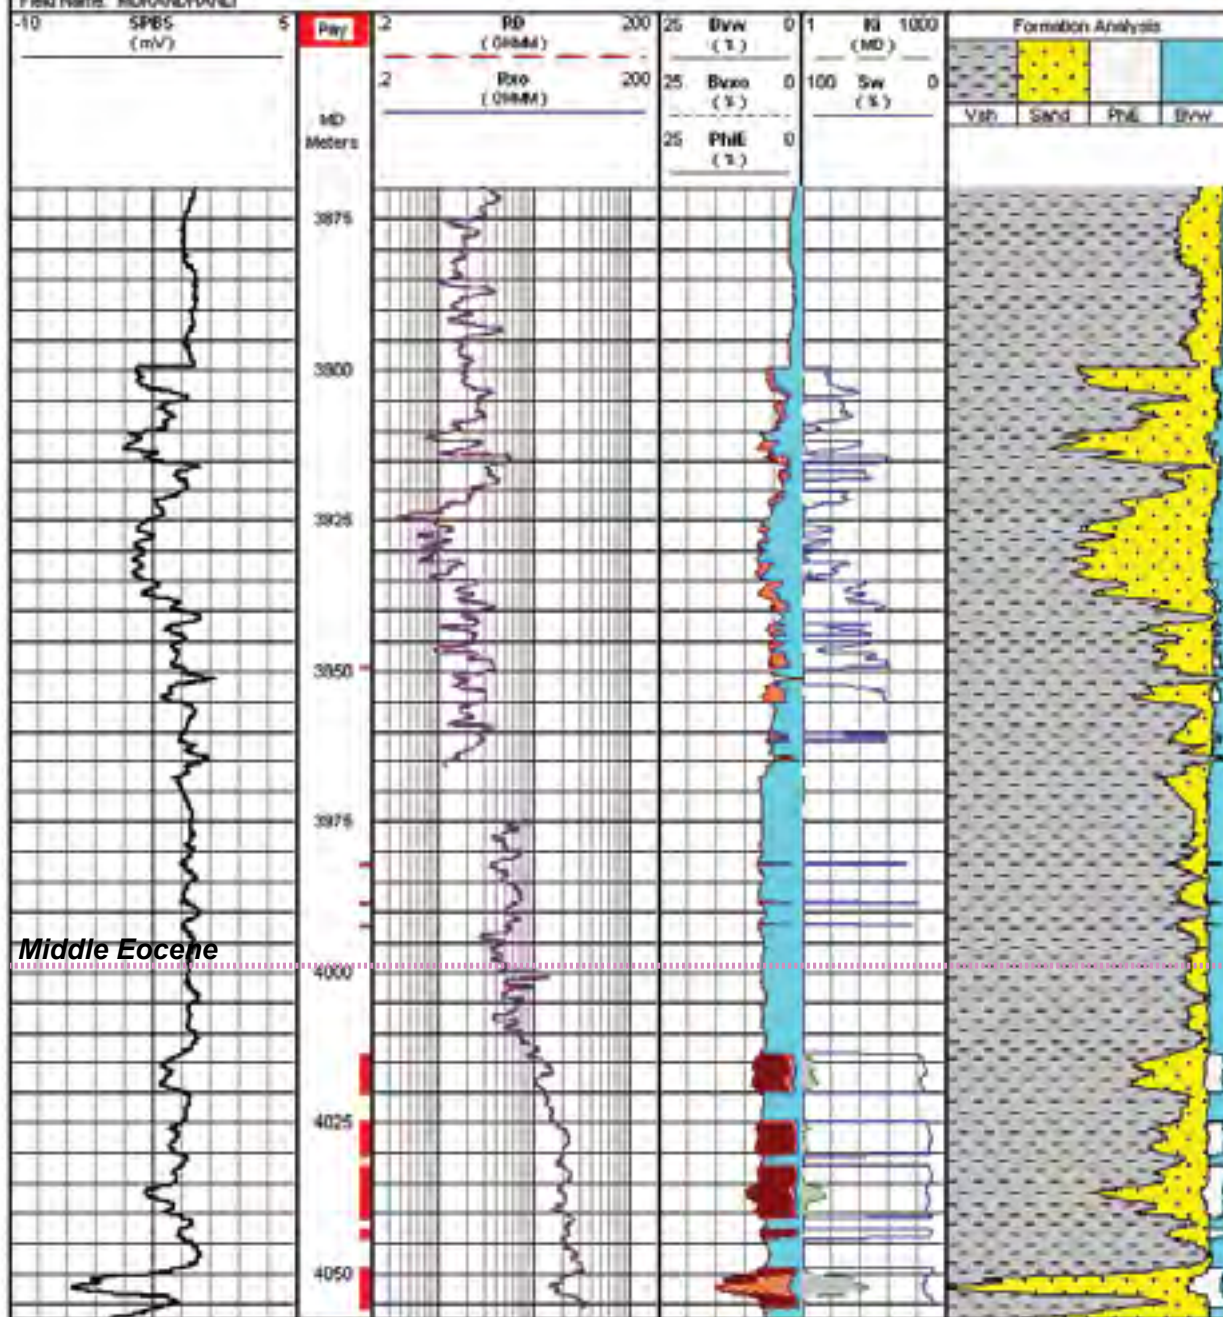 -10 SPBS 5
(mV)
Pay
MD
Meters
.2 RD 200
(OHMM)
.2 Rxo 200
(OHMM)
25 Bvw 0
(%)
25 Bvxo 0
(%)
25 PhiE 0
(%)
1 Ki 1000
(MD)
100 Sw 0
(%)
Formation Analysis
Vsh Sand PhiE Bvw
3875
3925
3975
4000
4025
4050
Middle Eocene